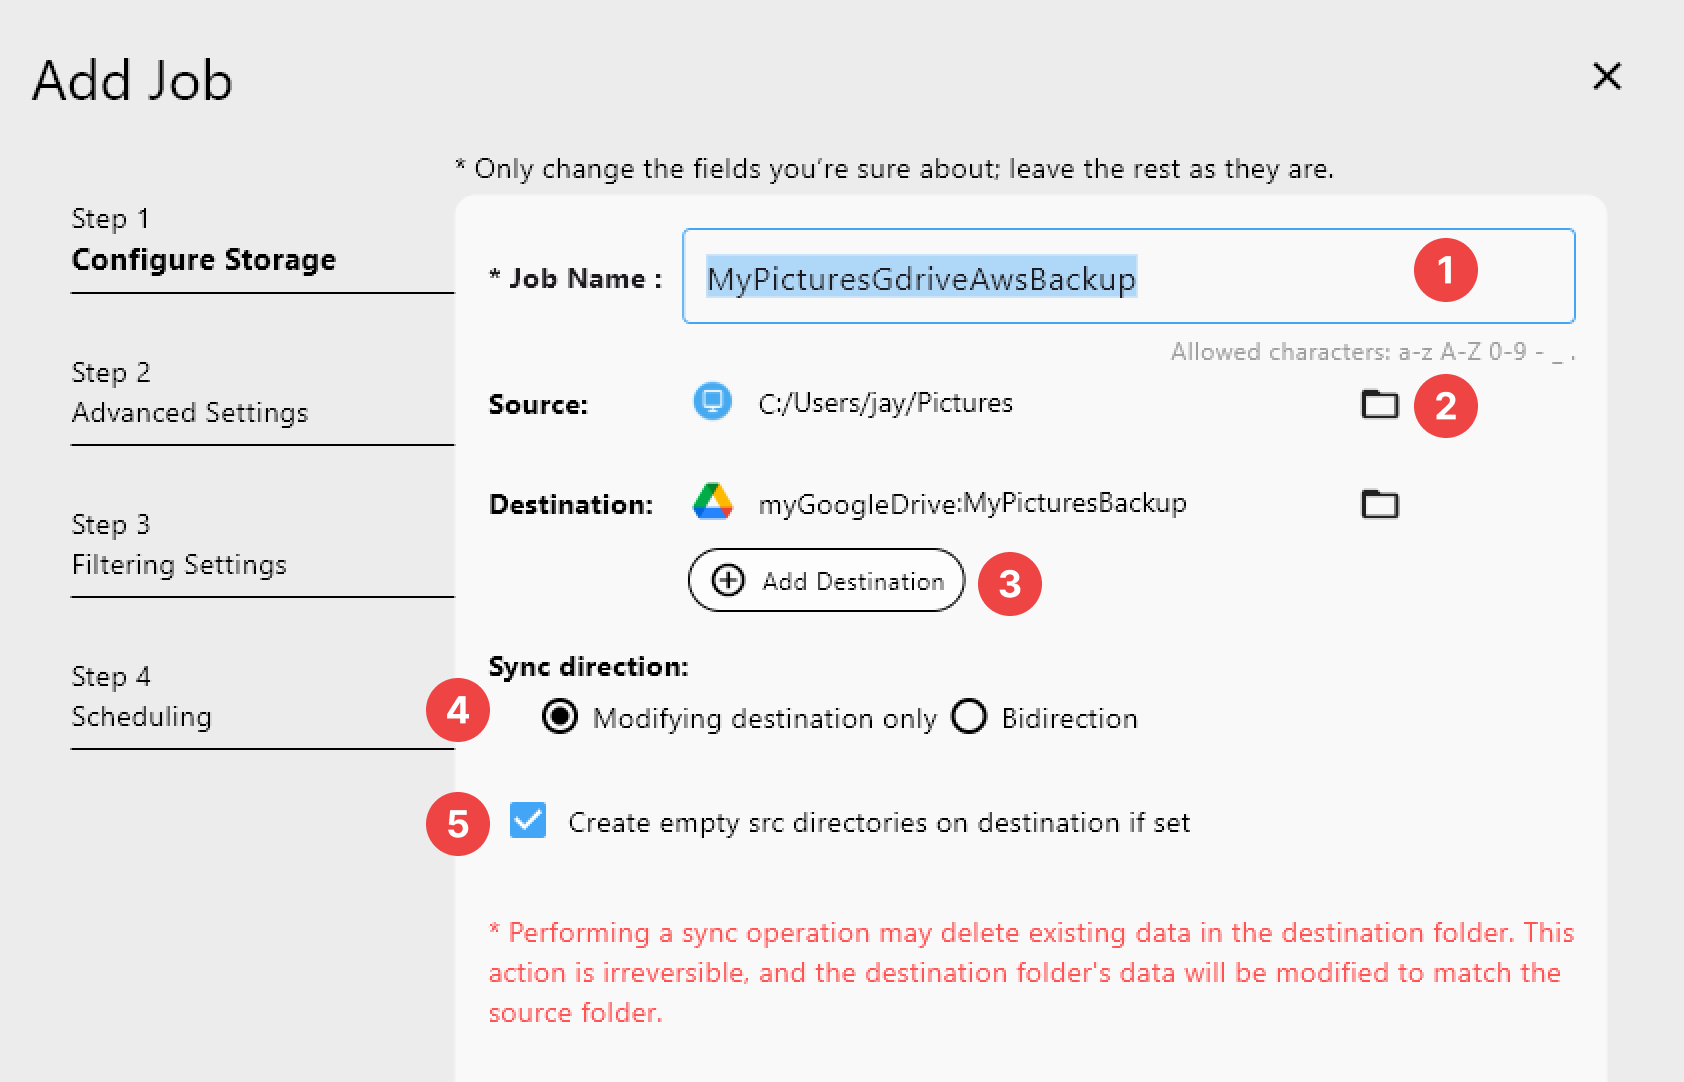 Add Job
* Only change the fields you’re sure about; leave the rest as they are.
Step 1
Configure Storage
Step 2
Advanced Settings
Step 3
Filtering Settings
Step 4
Scheduling
* Job Name : MyPicturesGdriveAwsBackup 1
Allowed characters: a-z A-Z 0-9 - _ .
Source: C:/Users/jay/Pictures 2
Destination: myGoogleDrive:MyPicturesBackup
Add Destination 3
Sync direction:
4 Modifying destination only Bidirection
5 Create empty src directories on destination if set
* Performing a sync operation may delete existing data in the destination folder. This
action is irreversible, and the destination folder's data will be modified to match the
source folder.